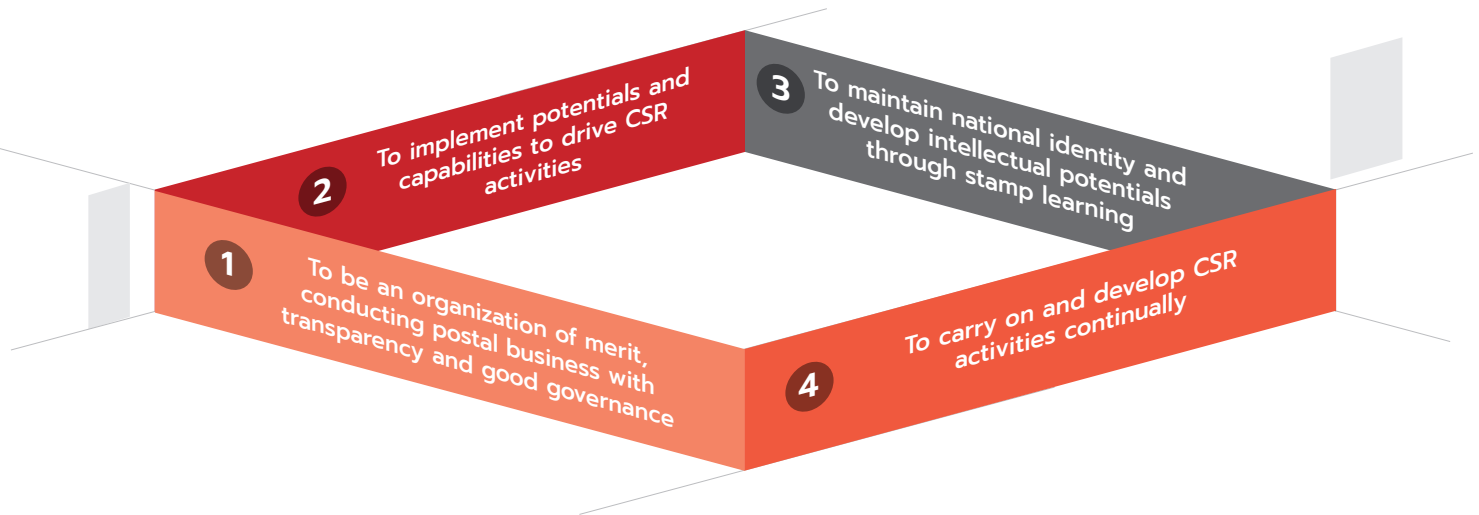 1
To be an organization of merit,
conducting postal business with
transparency and good governance
2
To implement potentials and
capabilities to drive CSR
activities
3
To maintain national identity and
develop intellectual potentials
through stamp learning
4
To carry on and develop CSR
activities continually